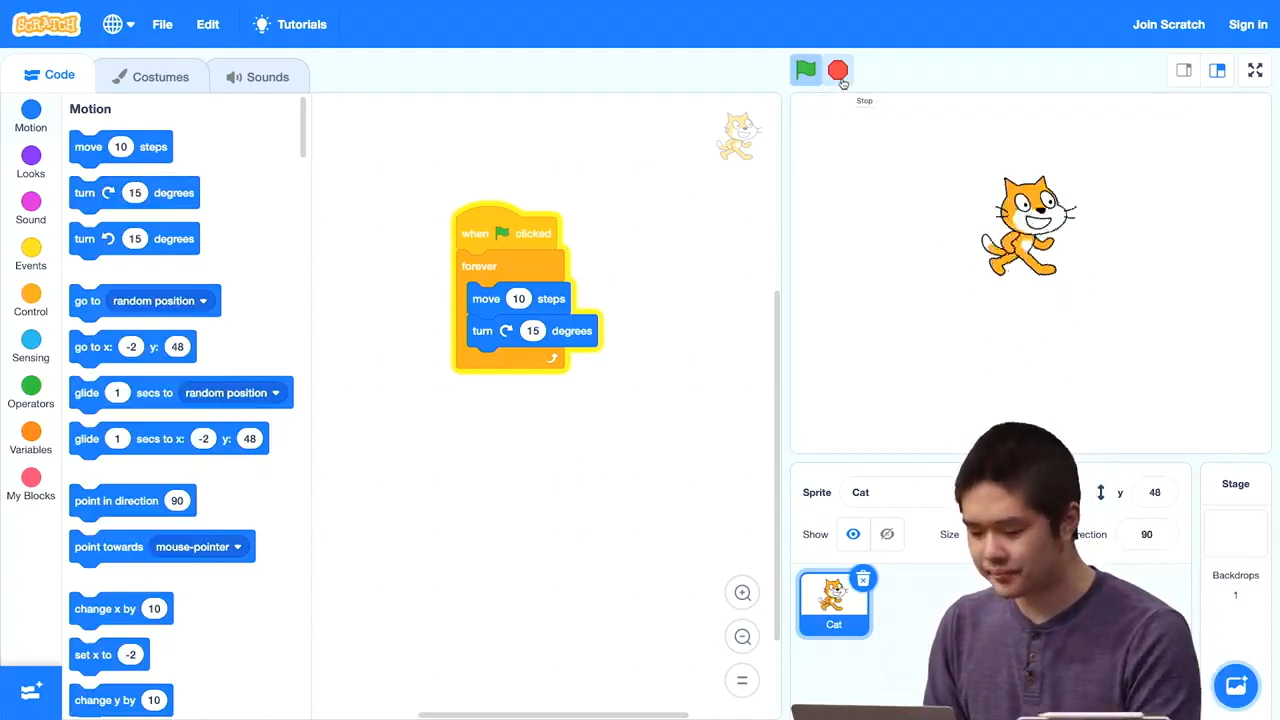 SCRATCH
File
Edit
Tutorials
Join Scratch
Sign in
Code
Costumes
Sounds
Stop
Motion
Looks
Sound
Events
Control
Sensing
Operators
Variables
My Blocks
Motion
move 10 steps
turn 15 degrees
turn 15 degrees
go to random position
go to x: -2 y: 48
glide 1 secs to random position
glide 1 secs to x: -2 y: 48
point in direction 90
point towards mouse-pointer
change x by 10
set x to -2
change y by 10
when clicked
forever
move 10 steps
turn 15 degrees
Sprite Cat y 48
Show Size rection 90
Cat
Stage
Backdrops
1